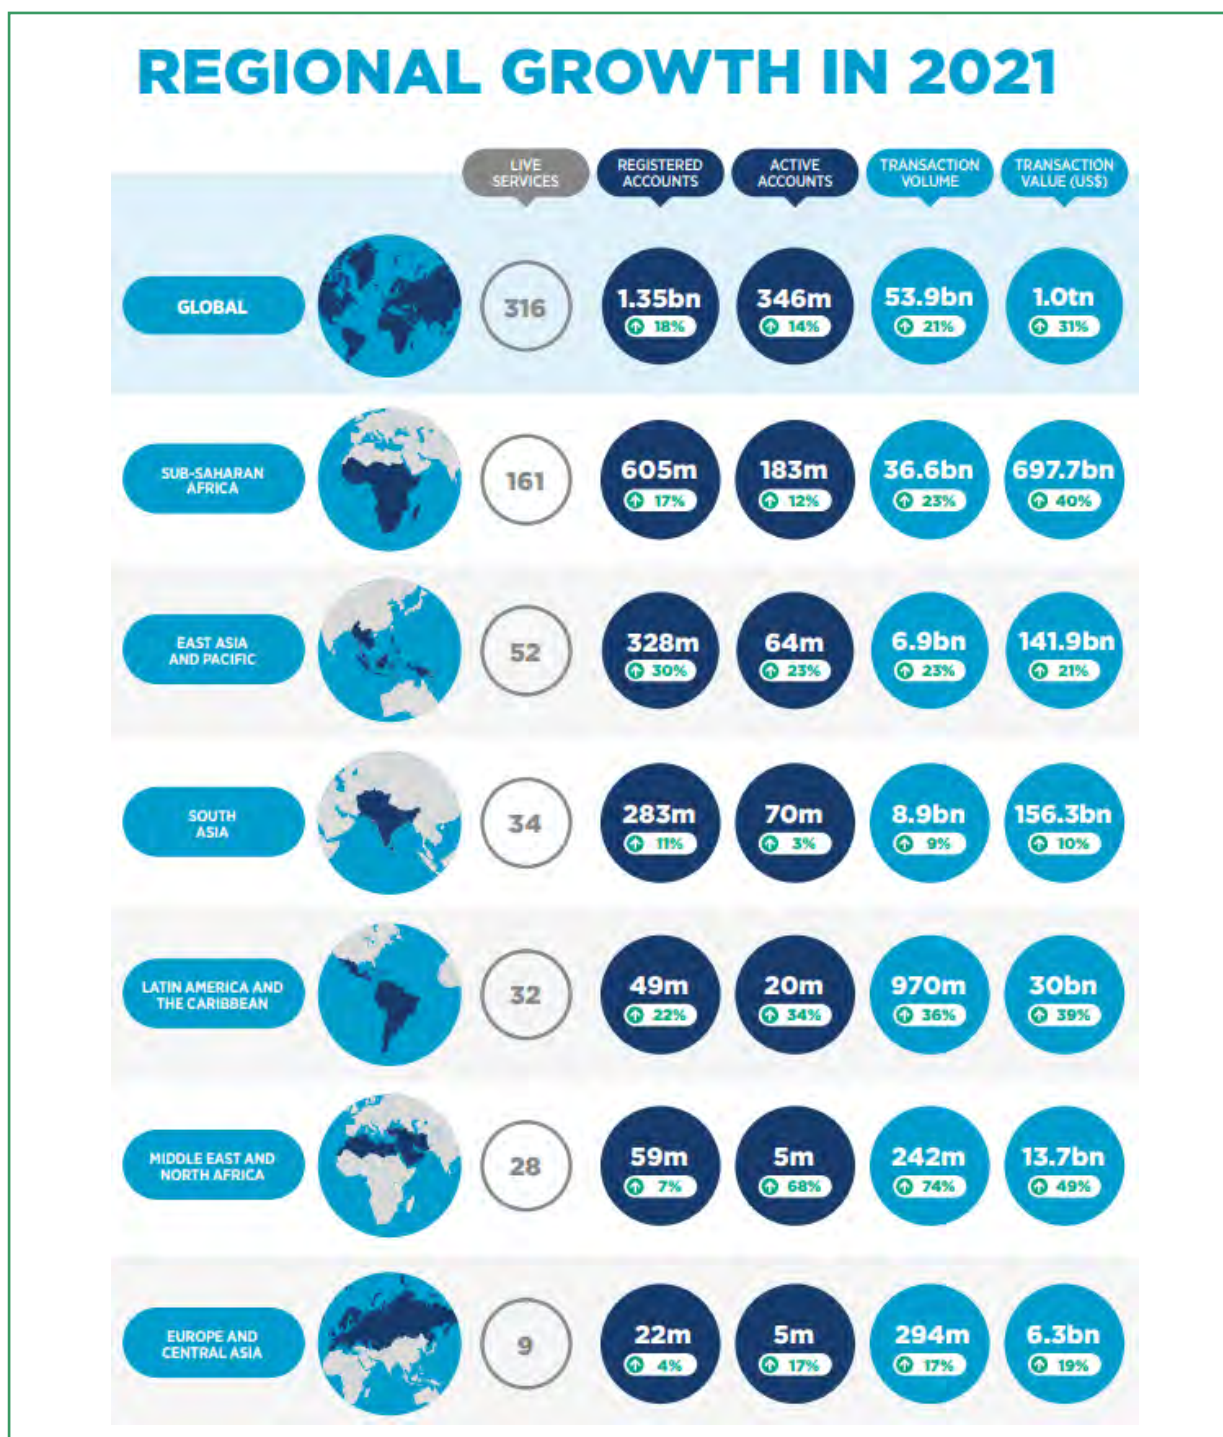 REGIONAL GROWTH IN 2021
LIVE
SERVICES
REGISTERED
ACCOUNTS
ACTIVE
ACCOUNTS
TRANSACTION
VOLUME
TRANSACTION
VALUE (US$)
GLOBAL
316
1.35bn
18%
346m
14%
53.9bn
21%
1.0tn
31%
SUB-SAHARAN
AFRICA
161
605m
17%
183m
12%
36.6bn
23%
697.7bn
40%
EAST ASIA
AND PACIFIC
52
328m
30%
64m
23%
6.9bn
23%
141.9bn
21%
SOUTH
ASIA
34
283m
11%
70m
3%
8.9bn
9%
156.3bn
10%
LATIN AMERICA AND
THE CARIBBEAN
32
49m
22%
20m
34%
970m
36%
30bn
39%
MIDDLE EAST AND
NORTH AFRICA
28
59m
7%
5m
68%
242m
74%
13.7bn
49%
EUROPE AND
CENTRAL ASIA
9
22m
4%
5m
17%
294m
17%
6.3bn
19%